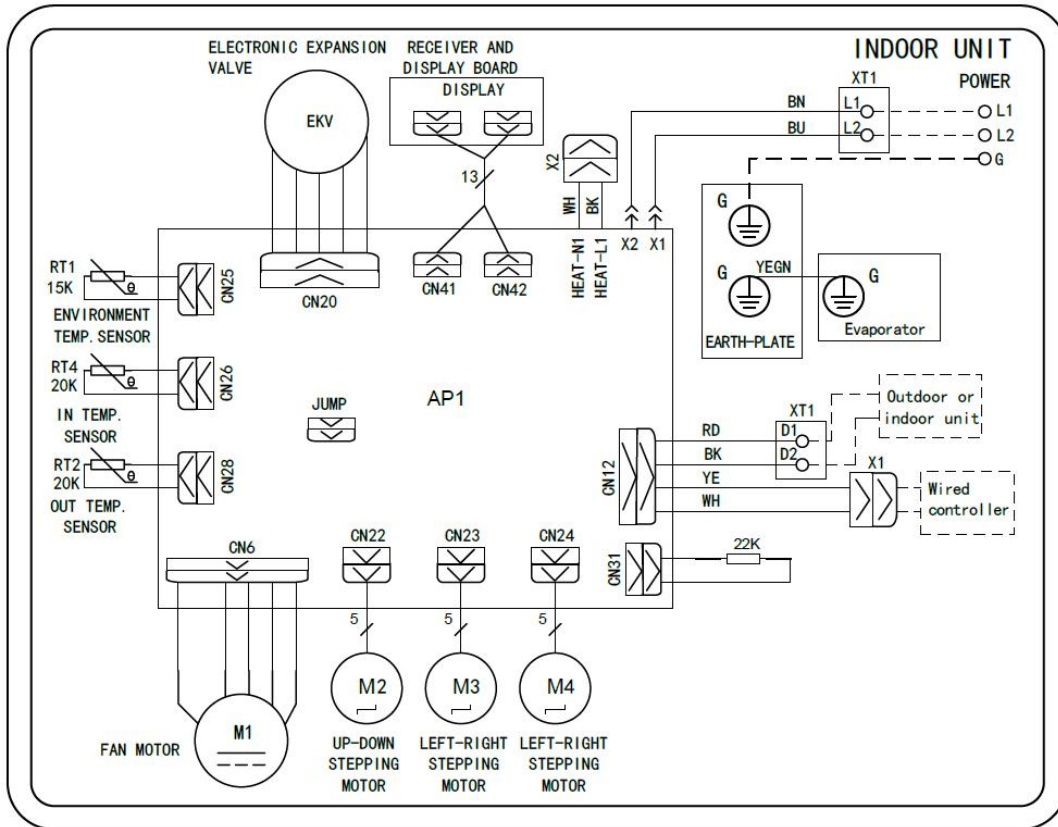 INDOOR UNIT
ELECTRONIC EXPANSION
VALVE
RECEIVER AND
DISPLAY BOARD
DISPLAY
EKV
13
X2
WH
BK
HEAT-N1
HEAT-L1
X2
X1
BN
BU
XT1
L1
L2
POWER
L1
L2
G
G
G
YEGN
G
EARTH-PLATE
Evaporator
RT1
15K
θ
CN25
ENVIRONMENT
TEMP. SENSOR
CN20
CN41
CN42
RT4
20K
θ
CN26
IN TEMP.
SENSOR
JUMP
AP1
RT2
20K
θ
CN28
OUT TEMP.
SENSOR
CN12
RD
BK
YE
WH
XT1
D1
D2
Outdoor or
indoor unit
X1
Wired
controller
CN6
CN22
CN23
CN24
CN31
22K
5
5
5
M1
M2
M3
M4
FAN MOTOR
UP-DOWN
STEPPING
MOTOR
LEFT-RIGHT
STEPPING
MOTOR
LEFT-RIGHT
STEPPING
MOTOR